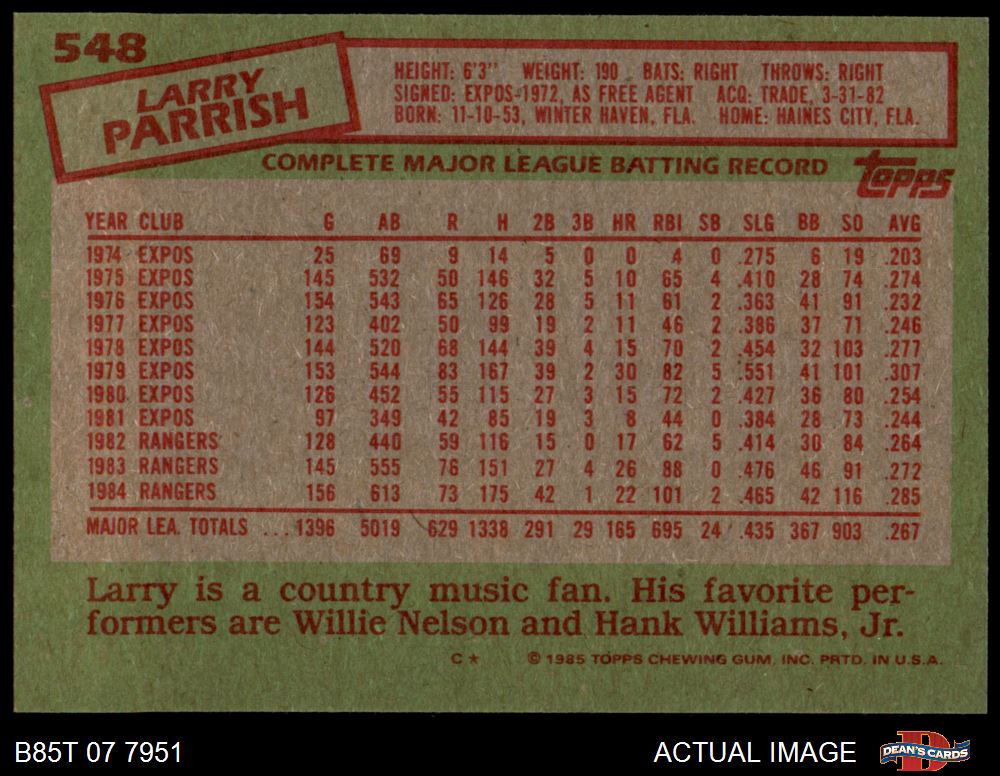 548
LARRY
PARRISH
HEIGHT: 6'3" WEIGHT: 190 BATS: RIGHT THROWS: RIGHT
SIGNED: EXPOS-1972, AS FREE AGENT ACQ: TRADE, 3-31-82
BORN: 11-10-53, WINTER HAVEN, FLA. HOME: HAINES CITY, FLA.
COMPLETE MAJOR LEAGUE BATTING RECORD
topps
YEAR CLUB G AB R H 2B 3B HR RBI SB SLG BB SO AVG
1974 EXPOS 25 69 9 14 5 0 0 4 0 .275 6 19 .203
1975 EXPOS 145 532 50 146 32 5 10 65 4 .410 28 74 .274
1976 EXPOS 154 543 65 126 28 5 11 61 2 .363 41 91 .232
1977 EXPOS 123 402 50 99 19 2 11 46 2 .386 37 71 .246
1978 EXPOS 144 520 68 144 39 4 15 70 2 .454 32 103 .277
1979 EXPOS 153 544 83 167 39 2 30 82 5 .551 41 101 .307
1980 EXPOS 126 452 55 115 27 3 15 72 2 .427 36 80 .254
1981 EXPOS 97 349 42 85 19 3 8 44 0 .384 28 73 .244
1982 RANGERS 128 440 59 116 15 0 17 62 5 .414 30 84 .264
1983 RANGERS 145 555 76 151 27 4 26 88 0 .476 46 91 .272
1984 RANGERS 156 613 73 175 42 1 22 101 2 .465 42 116 .285
MAJOR LEA. TOTALS ...1396 5019 629 1338 291 29 165 695 24 .435 367 903 .267
Larry is a country music fan. His favorite per-
formers are Willie Nelson and Hank Williams, Jr.
C* © 1985 TOPPS CHEWING GUM, INC. PRTD. IN U.S.A.
B85T 07 7951 ACTUAL IMAGE DEAN'S CARDS